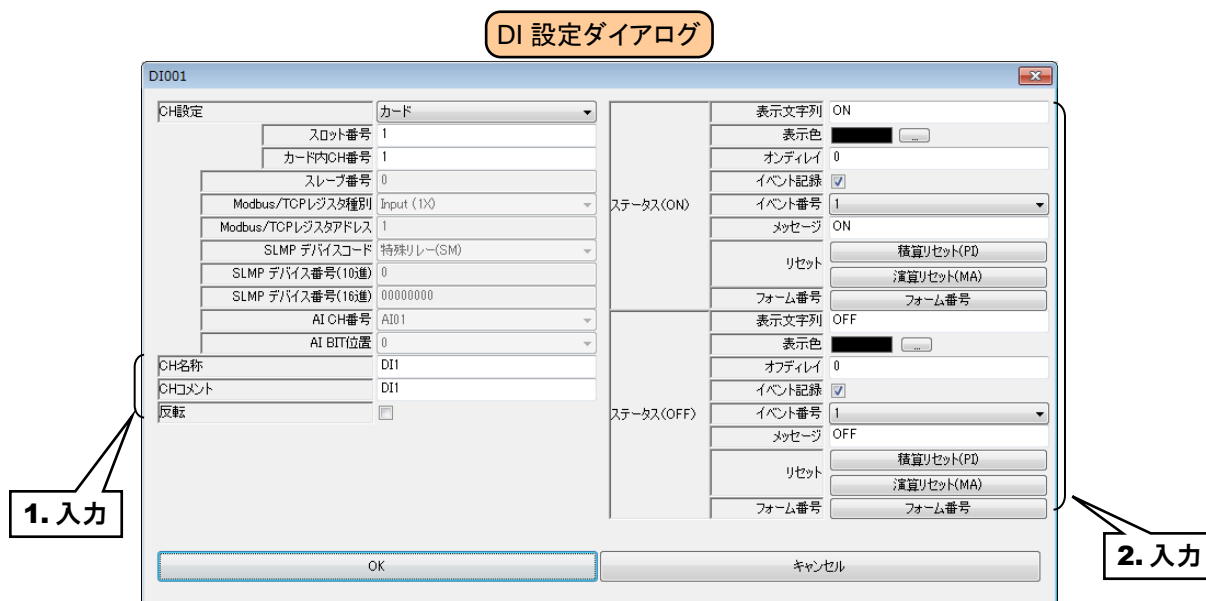 DI 設定ダイアログ
DI001
CH設定 カード
スロット番号 1
カード内CH番号 1
スレーブ番号 0
Modbus/TCPレジスタ種別 Input (1X)
Modbus/TCPレジスタアドレス 1
SLMP デバイスコード 特殊リレー(SM)
SLMP デバイス番号(10進) 0
SLMP デバイス番号(16進) 00000000
AI CH番号 AI01
AI BIT位置 0
CH名称 DI1
CHコメント DI1
反転
1. 入力
ステータス(ON)
表示文字列 ON
表示色 ...
オンディレイ 0
イベント記録
イベント番号 1
メッセージ ON
リセット 積算リセット(PI)
演算リセット(MA)
フォーム番号 フォーム番号
ステータス(OFF)
表示文字列 OFF
表示色 ...
オフディレイ 0
イベント記録
イベント番号 1
メッセージ OFF
リセット 積算リセット(PI)
演算リセット(MA)
フォーム番号 フォーム番号
2. 入力
OK キャンセル